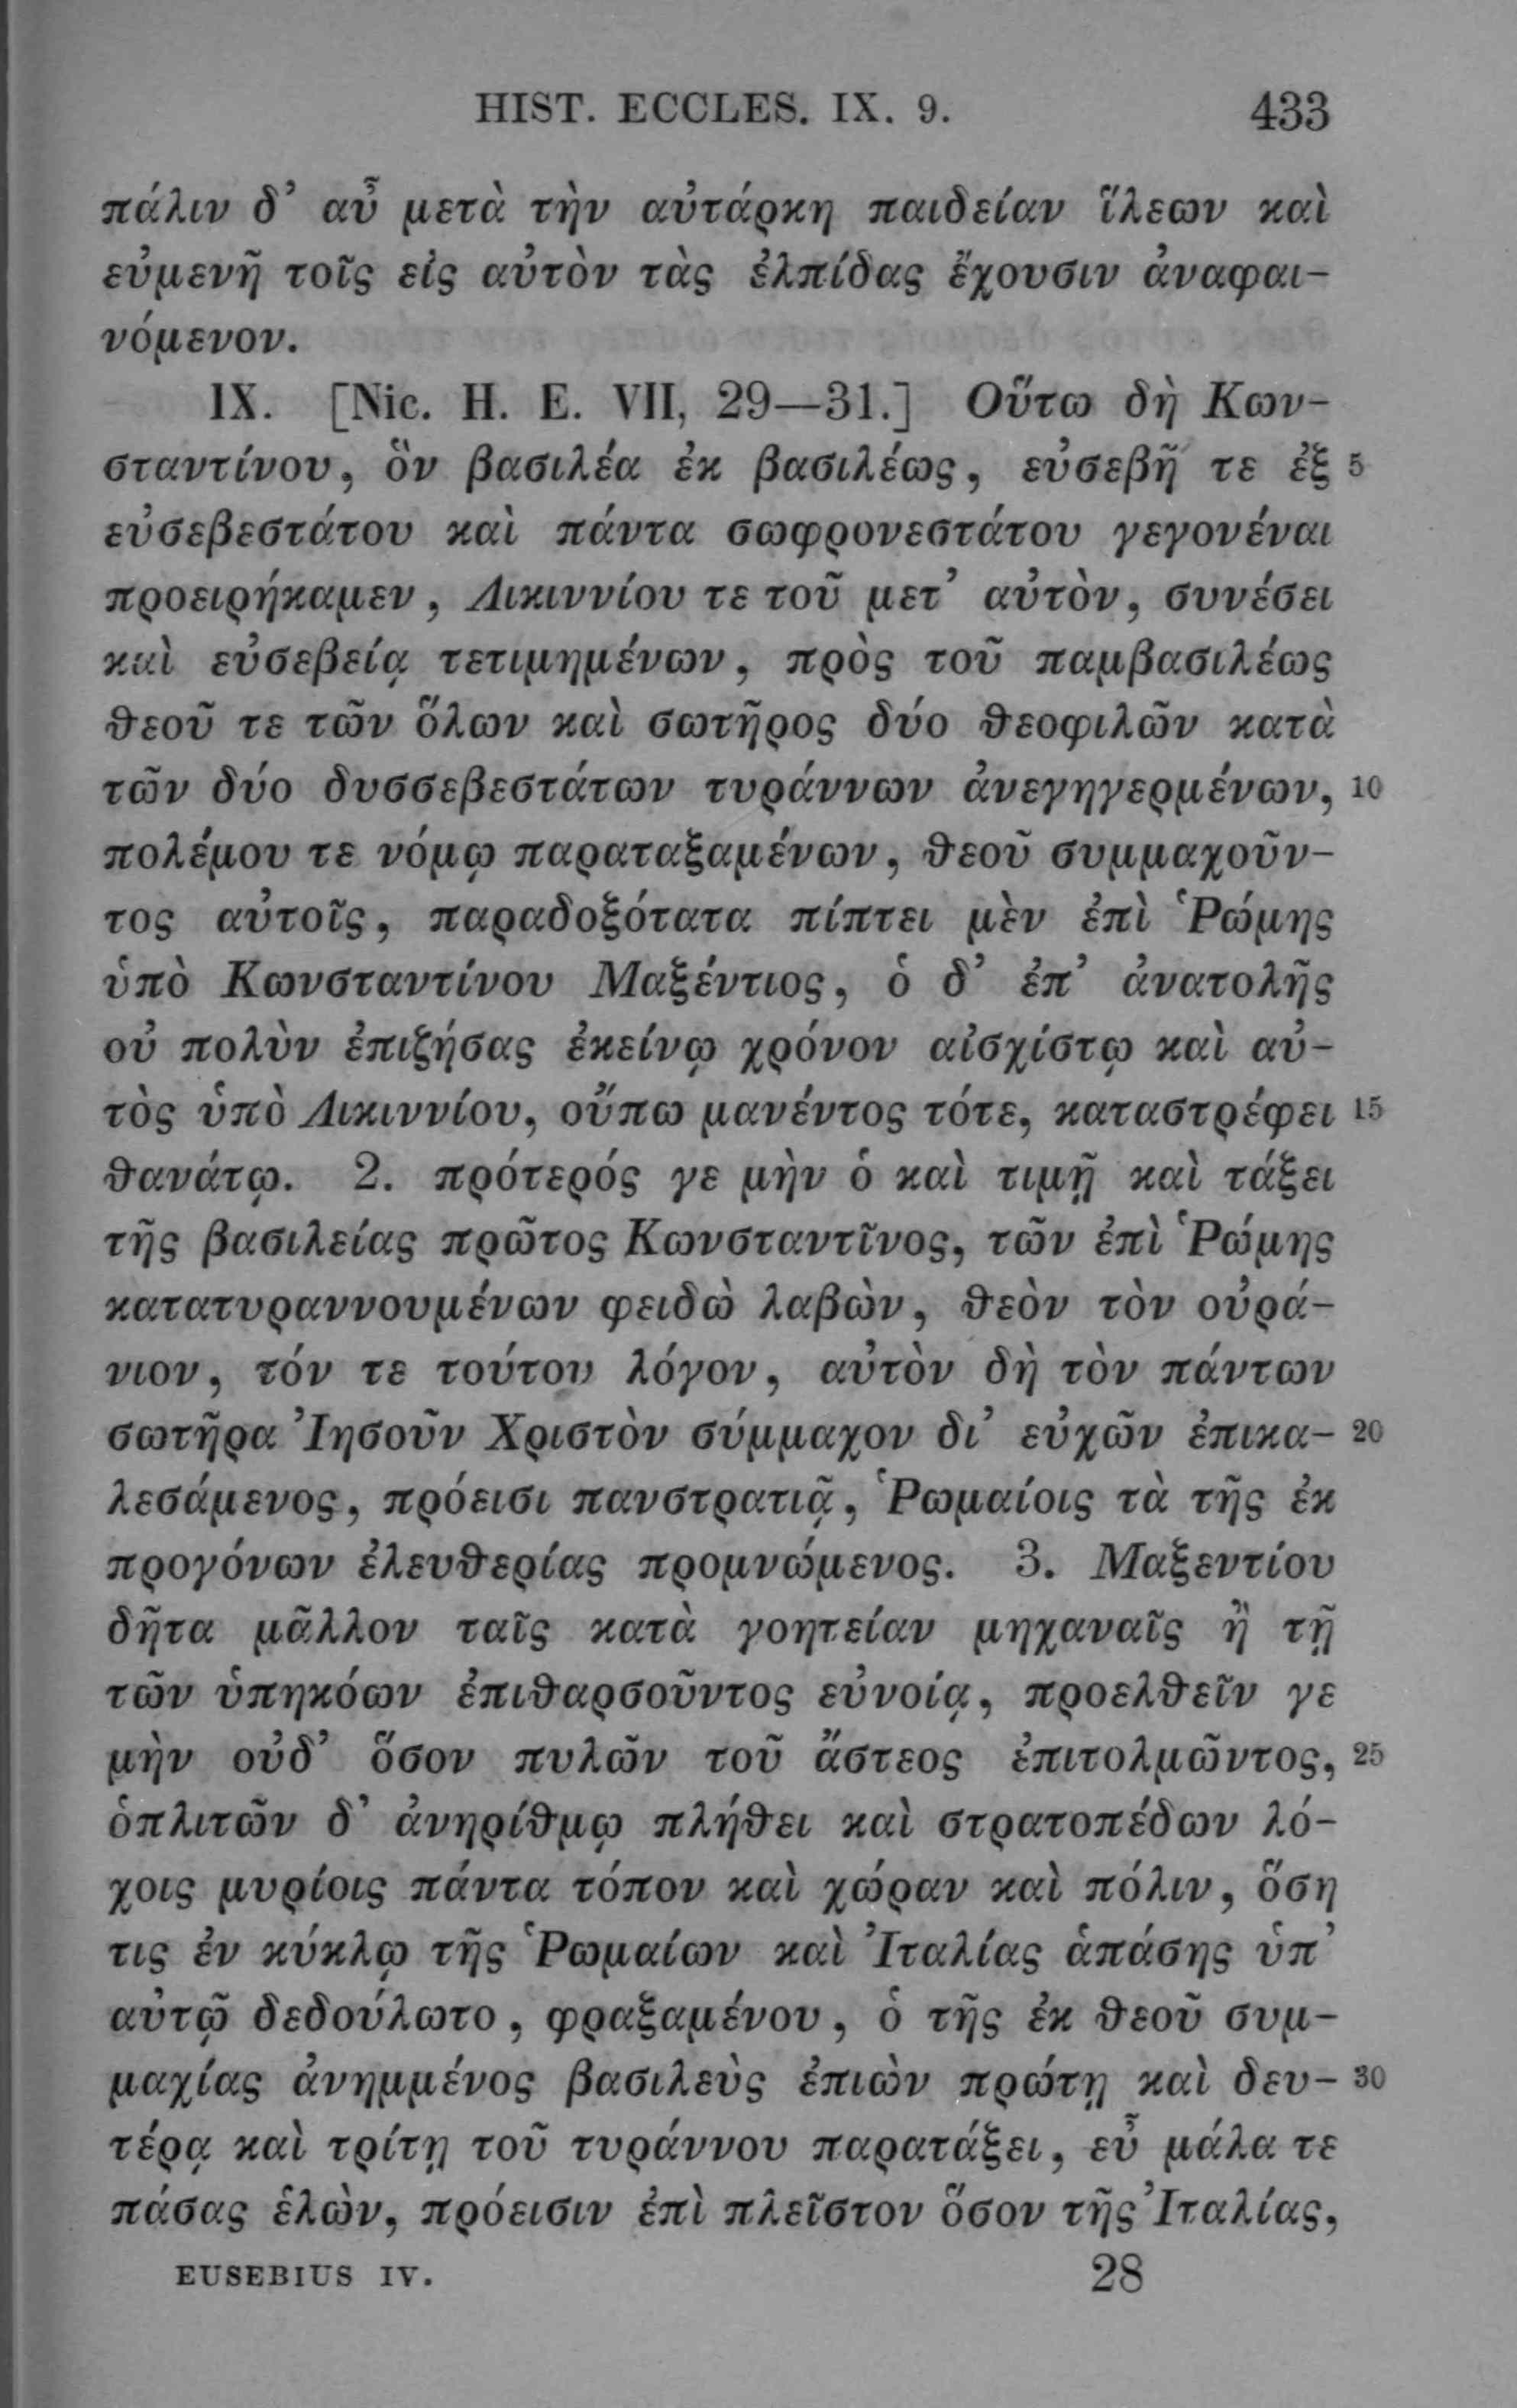 HIST. ECCLES. IX. 9. 433
πάλιν δ’ αὖ μετὰ τὴν αὐτάρκη παιδείαν ἵλεων καὶ
εὐμενῆ τοῖς εἰς αὐτὸν τὰς ἐλπίδας ἔχουσιν ἀναφαι-
νόμενον.
IX. [Nic. H. E. VII, 29—31.] Οὕτω δὴ Κων-
σταντίνου, ὃν βασιλέα ἐκ βασιλέως, εὐσεβῆ τε ἐξ 5
εὐσεβεστάτου καὶ πάντα σωφρονεστάτου γεγονέναι
προειρήκαμεν, Λικιννίου τε τοῦ μετ’ αὐτὸν, συνέσει
καὶ εὐσεβείᾳ τετιμημένων, πρὸς τοῦ παμβασιλέως
θεοῦ τε τῶν ὅλων καὶ σωτῆρος δύο θεοφιλῶν κατὰ
τῶν δύο δυσσεβεστάτων τυράννων ἀνεγηγερμένων, 10
πολέμου τε νόμῳ παραταξαμένων, θεοῦ συμμαχοῦν-
τος αὐτοῖς, παραδοξότατα πίπτει μὲν ἐπὶ Ῥώμης
ὑπὸ Κωνσταντίνου Μαξέντιος, ὁ δ’ ἐπ’ ἀνατολῆς
οὐ πολὺν ἐπιζήσας ἐκείνῳ χρόνον αἰσχίστῳ καὶ αὐ-
τὸς ὑπὸ Λικιννίου, οὔπω μανέντος τότε, καταστρέφει 15
θανάτῳ. 2. πρότερός γε μὴν ὁ καὶ τιμῇ καὶ τάξει
τῆς βασιλείας πρῶτος Κωνσταντῖνος, τῶν ἐπὶ Ῥώμης
κατατυραννουμένων φειδὼ λαβὼν, θεὸν τὸν οὐρά-
νιον, τόν τε τούτου λόγον, αὐτὸν δὴ τὸν πάντων
σωτῆρα Ἰησοῦν Χριστὸν σύμμαχον δι’ εὐχῶν ἐπικα- 20
λεσάμενος, πρόεισι πανστρατιᾷ, Ῥωμαίοις τὰ τῆς ἐκ
προγόνων ἐλευθερίας προμνώμενος. 3. Μαξεντίου
δῆτα μᾶλλον ταῖς κατὰ γοητείαν μηχαναῖς ἢ τῇ
τῶν ὑπηκόων ἐπιθαρσοῦντος εὐνοίᾳ, προελθεῖν γε
μὴν οὐδ’ ὅσον πυλῶν τοῦ ἄστεος ἐπιτολμῶντος, 25
ὁπλιτῶν δ’ ἀνηρίθμῳ πλήθει καὶ στρατοπέδων λό-
χοις μυρίοις πάντα τόπον καὶ χώραν καὶ πόλιν, ὅση
τις ἐν κύκλῳ τῆς Ῥωμαίων καὶ Ἰταλίας ἁπάσης ὑπ’
αὐτῷ δεδούλωτο, φραξαμένου, ὁ τῆς ἐκ θεοῦ συμ-
μαχίας ἀνημμένος βασιλεὺς ἐπιὼν πρώτῃ καὶ δευ- 30
τέρᾳ καὶ τρίτῃ τοῦ τυράννου παρατάξει, εὖ μάλα τε
πάσας ἑλὼν, πρόεισιν ἐπὶ πλεῖστον ὅσον τῆς Ἰταλίας,
EUSEBIUS IV. 28